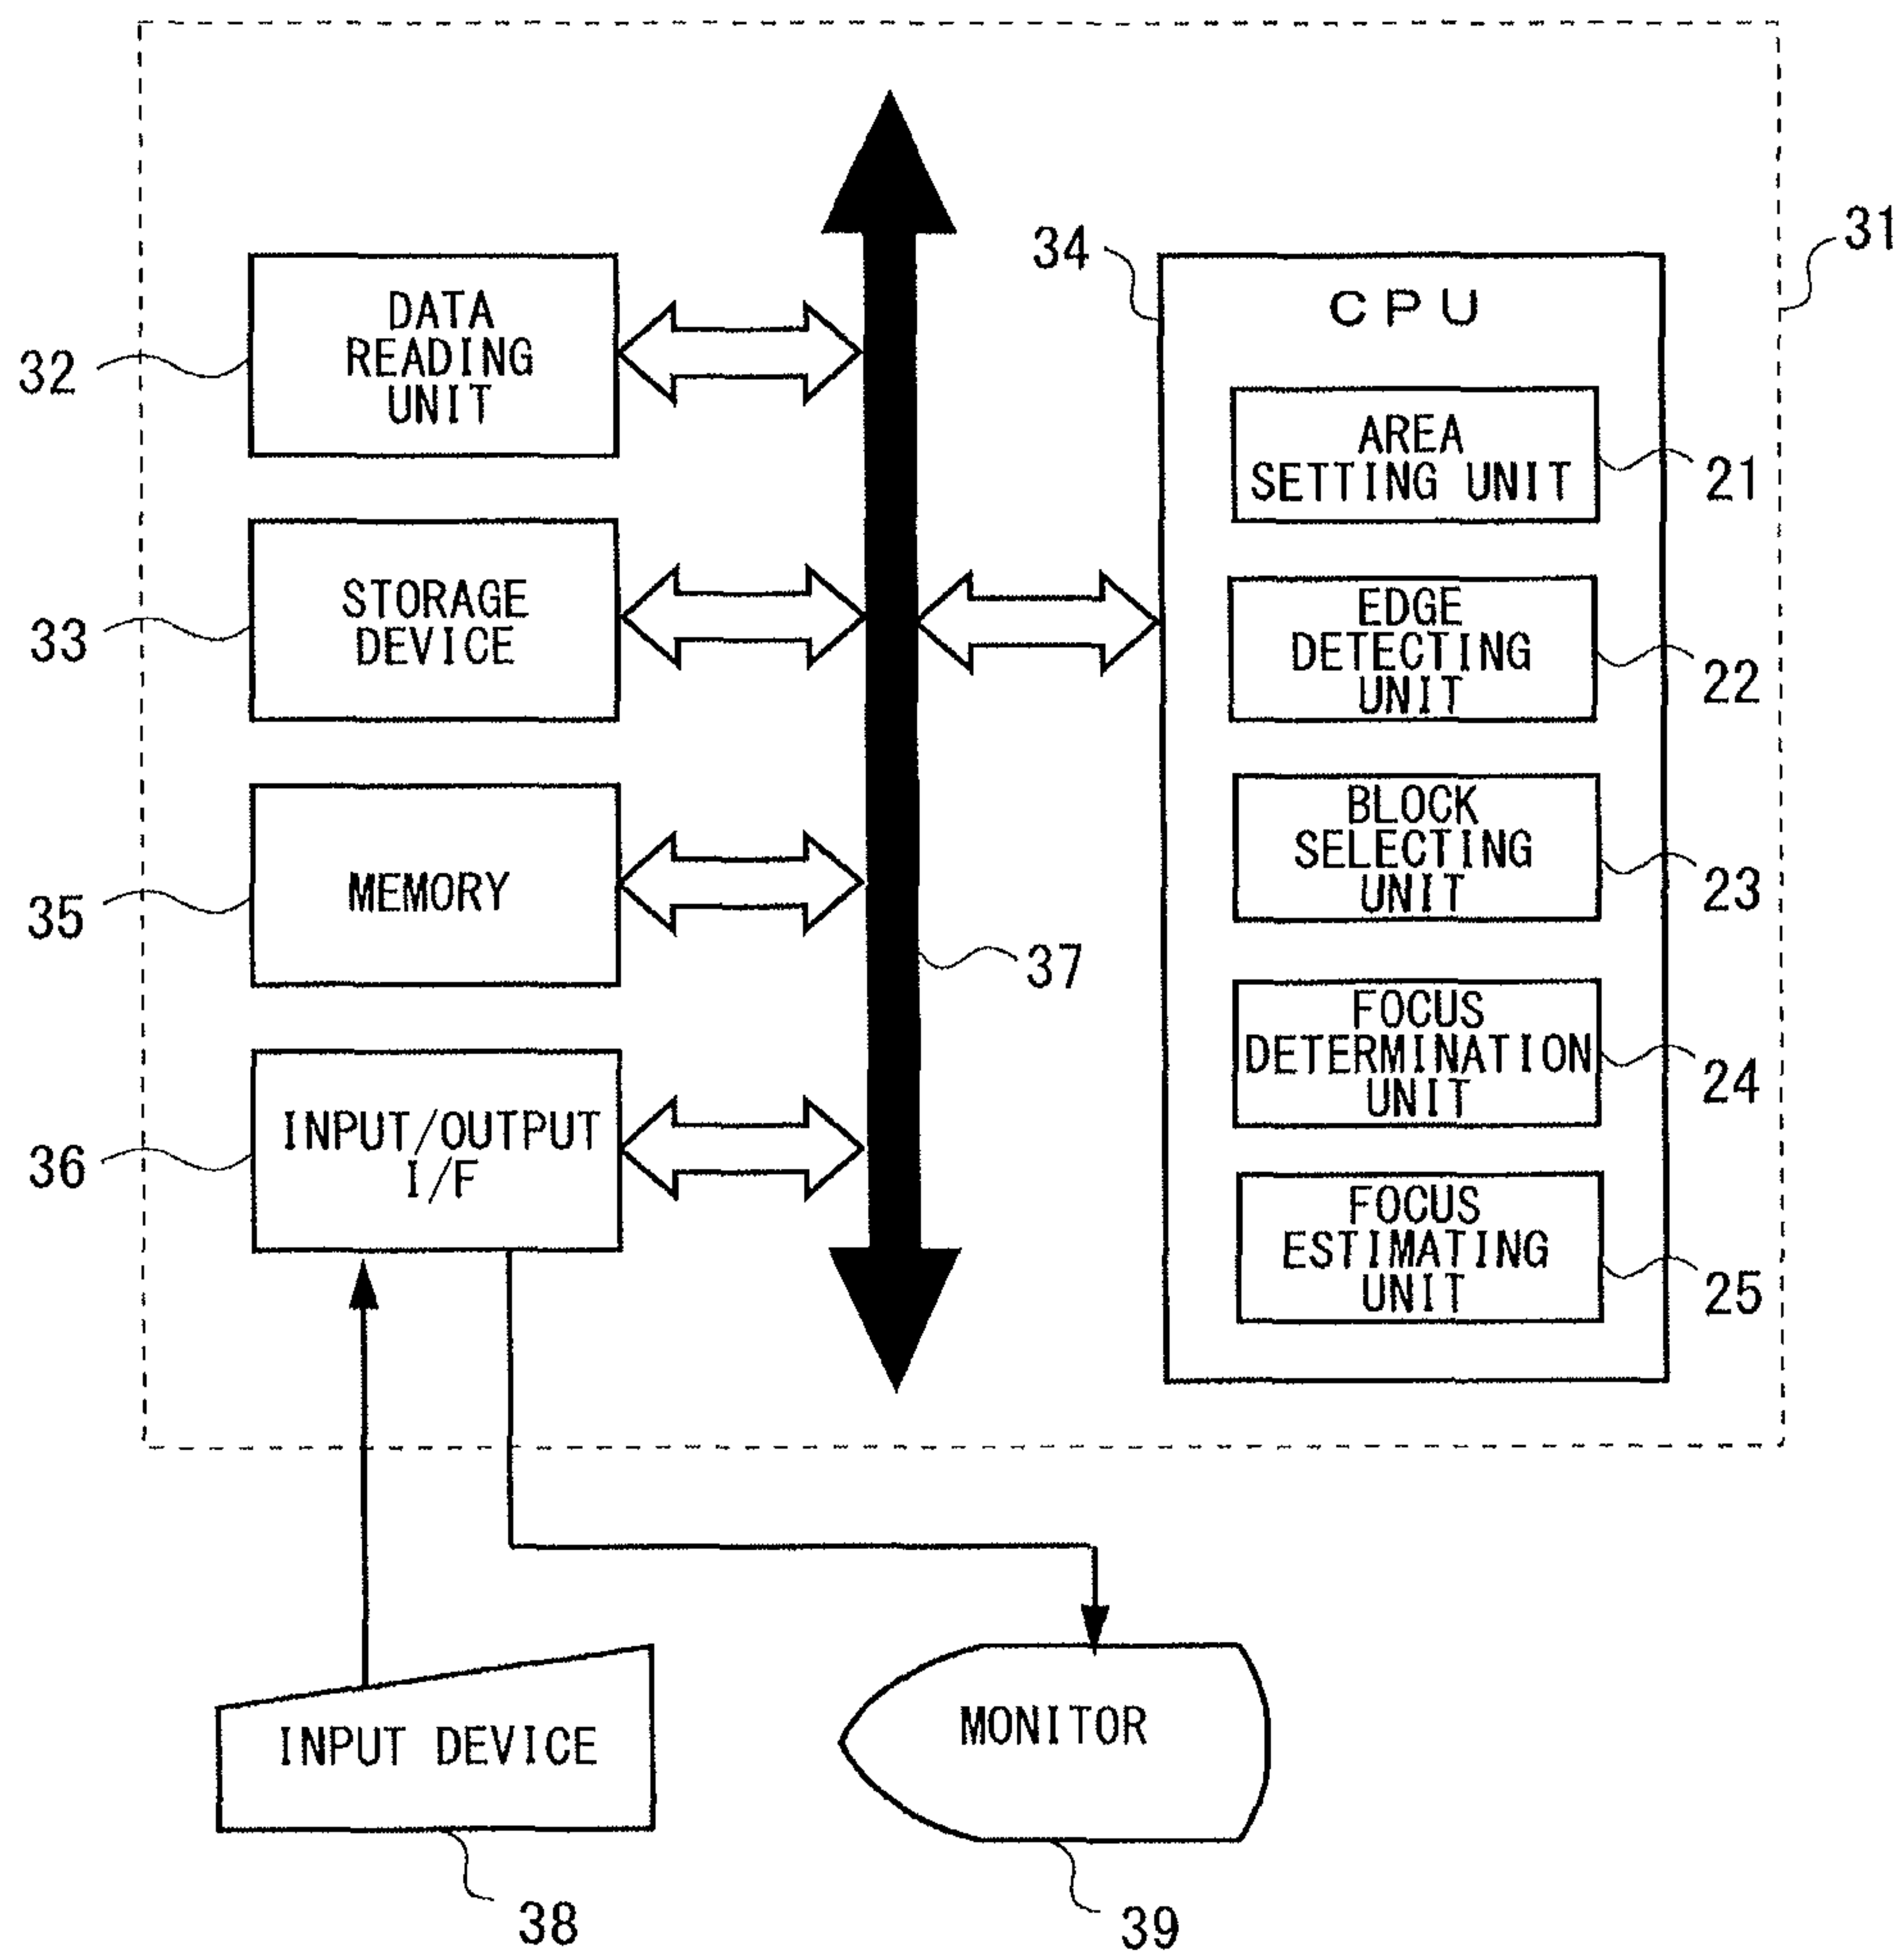 31
34
CPU
DATA
READING
UNIT
32
AREA
SETTING UNIT
21
STORAGE
DEVICE
33
EDGE
DETECTING
UNIT
22
MEMORY
35
BLOCK
SELECTING
UNIT
23
37
INPUT/OUTPUT
I/F
36
FOCUS
DETERMINATION
UNIT
24
FOCUS
ESTIMATING
UNIT
25
INPUT DEVICE
38
MONITOR
39